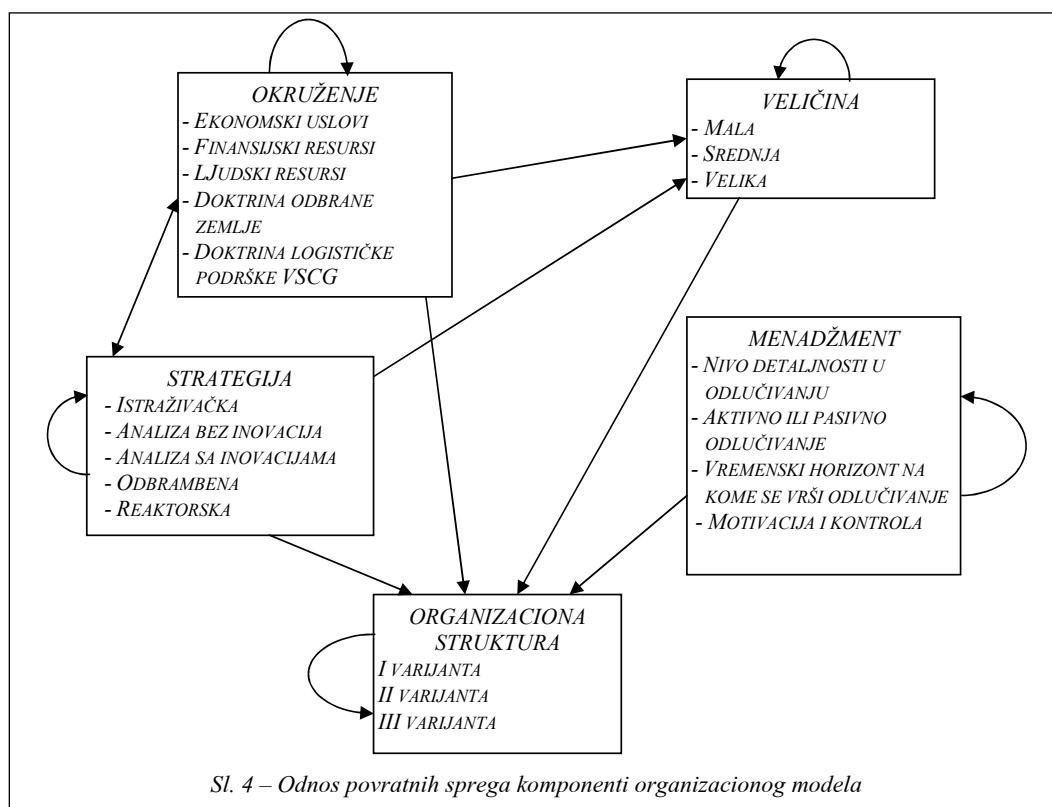 OKRUŽENJE
- EKONOMSKI USLOVI
- FINANSIJSKI RESURSI
- LJUDSKI RESURSI
- DOKTRINA ODBRANE
ZEMLJE
- DOKTRINA LOGISTIČKE
PODRŠKE VSCG
VELIČINA
- MALA
- SREDNJA
- VELIKA
STRATEGIJA
- ISTRAŽIVAČKA
- ANALIZA BEZ INOVACIJA
- ANALIZA SA INOVACIJAMA
- ODBRAMBENA
- REAKTORSKA
MENADŽMENT
- NIVO DETALJNOSTI U
ODLUČIVANJU
- AKTIVNO ILI PASIVNO
ODLUČIVANJE
- VREMENSKI HORIZONT NA
KOME SE VRŠI ODLUČIVANJE
- MOTIVACIJA I KONTROLA
ORGANIZACIONA
STRUKTURA
I VARIJANTA
II VARIJANTA
III VARIJANTA
Sl. 4 – Odnos povratnih sprega komponenti organizacionog modela